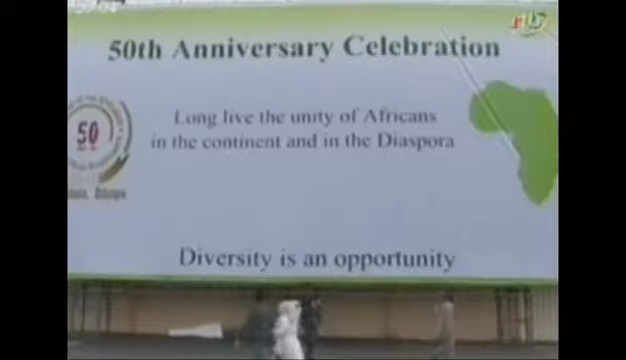 50th Anniversary Celebration
50
Long live the unity of Africans
in the continent and in the Diaspora
Diversity is an opportunity